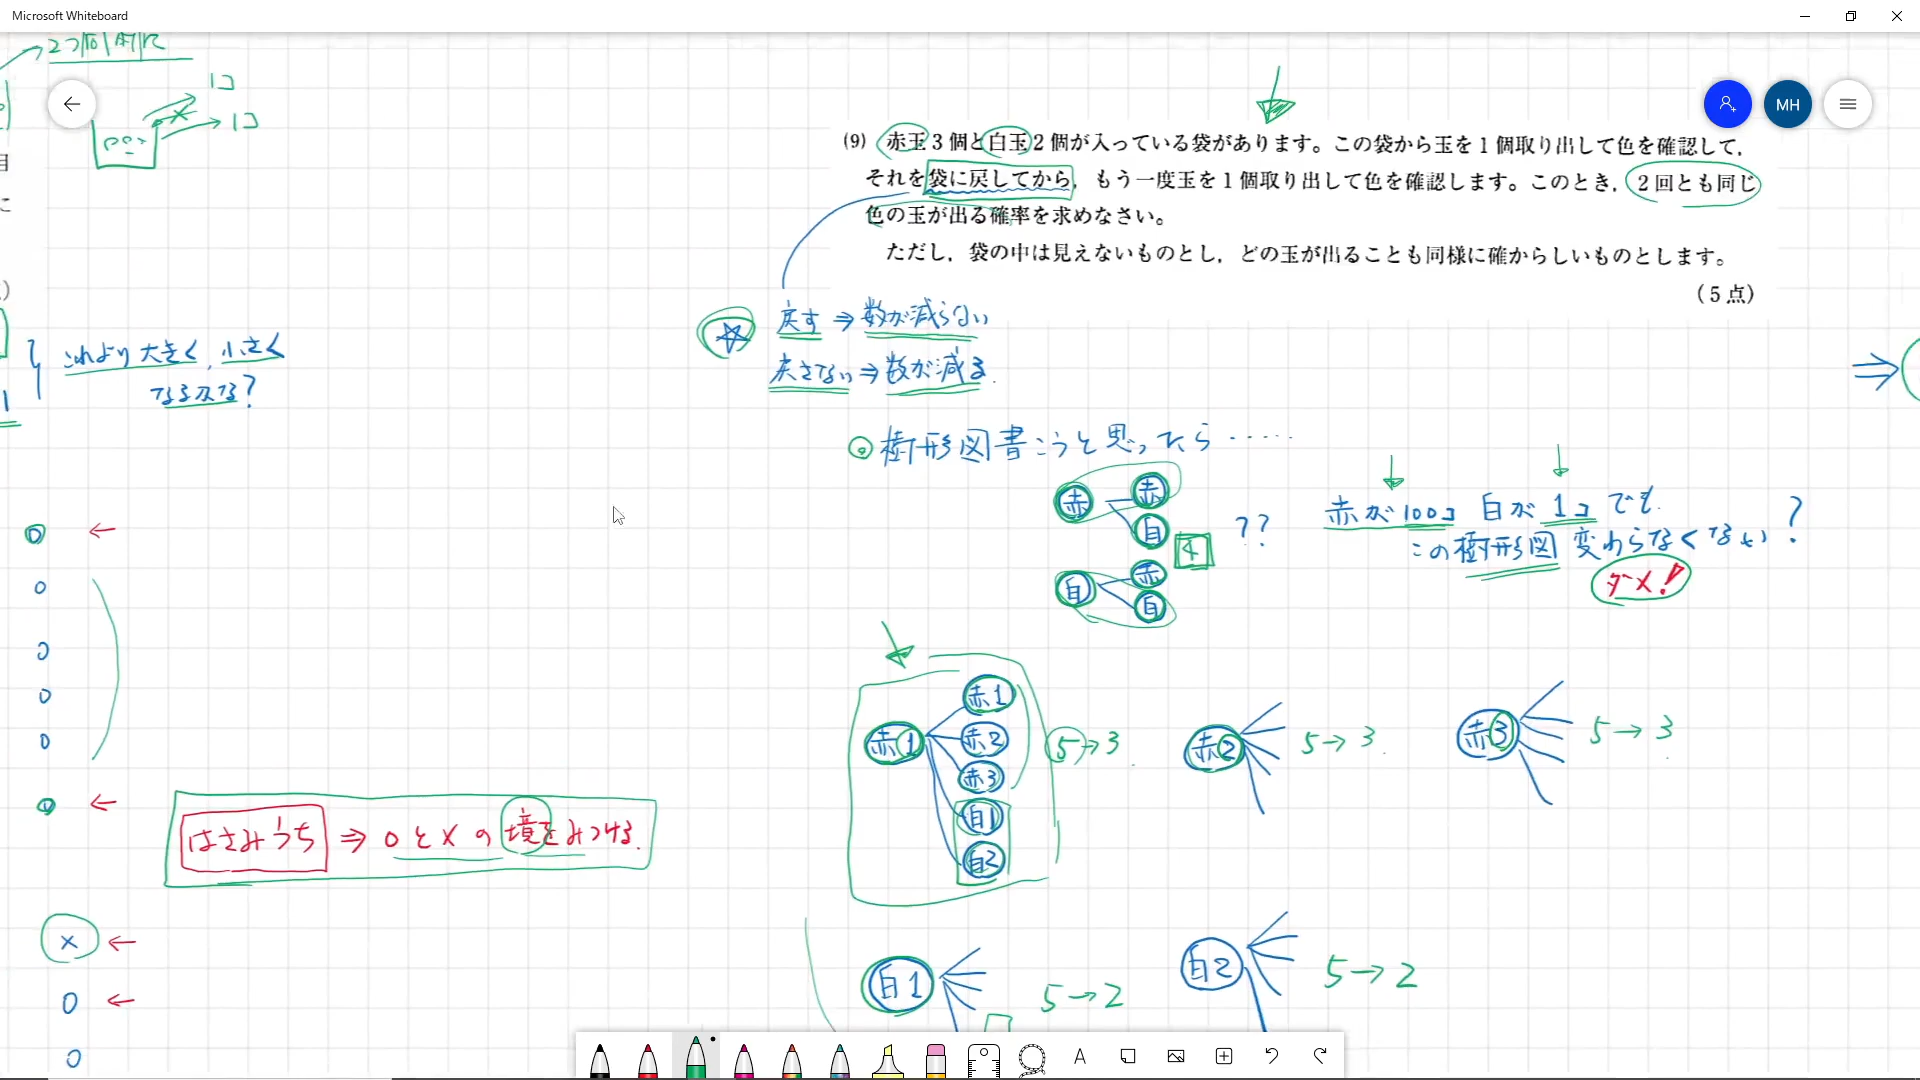 Microsoft Whiteboard
2つ同時に
1コ
1コ
MH
(9) 赤玉3個と白玉2個が入っている袋があります。この袋から玉を1個取り出して色を確認して，
それを袋に戻してから，もう一度玉を1個取り出して色を確認します。このとき，2回とも同じ
色の玉が出る確率を求めなさい。
ただし，袋の中は見えないものとし，どの玉が出ることも同様に確からしいものとします。
(5点)
戻す ⇒ 数が減らない
戻さない ⇒ 数が減る.
これより 大きく, 小さく
なるかな?
樹形図書こうと思ったら……
赤 赤
白
白 赤
白
4
??
赤が100コ 白が1コ でも
この樹形図 変わらなくない?
ダメ!
赤1 赤1
赤2
赤3
白1
白2
5→3
赤2 5→3
赤3 5→3
はさみうち ⇒ ○と×の境をみつける.
白1 5→2
白2 5→2
A